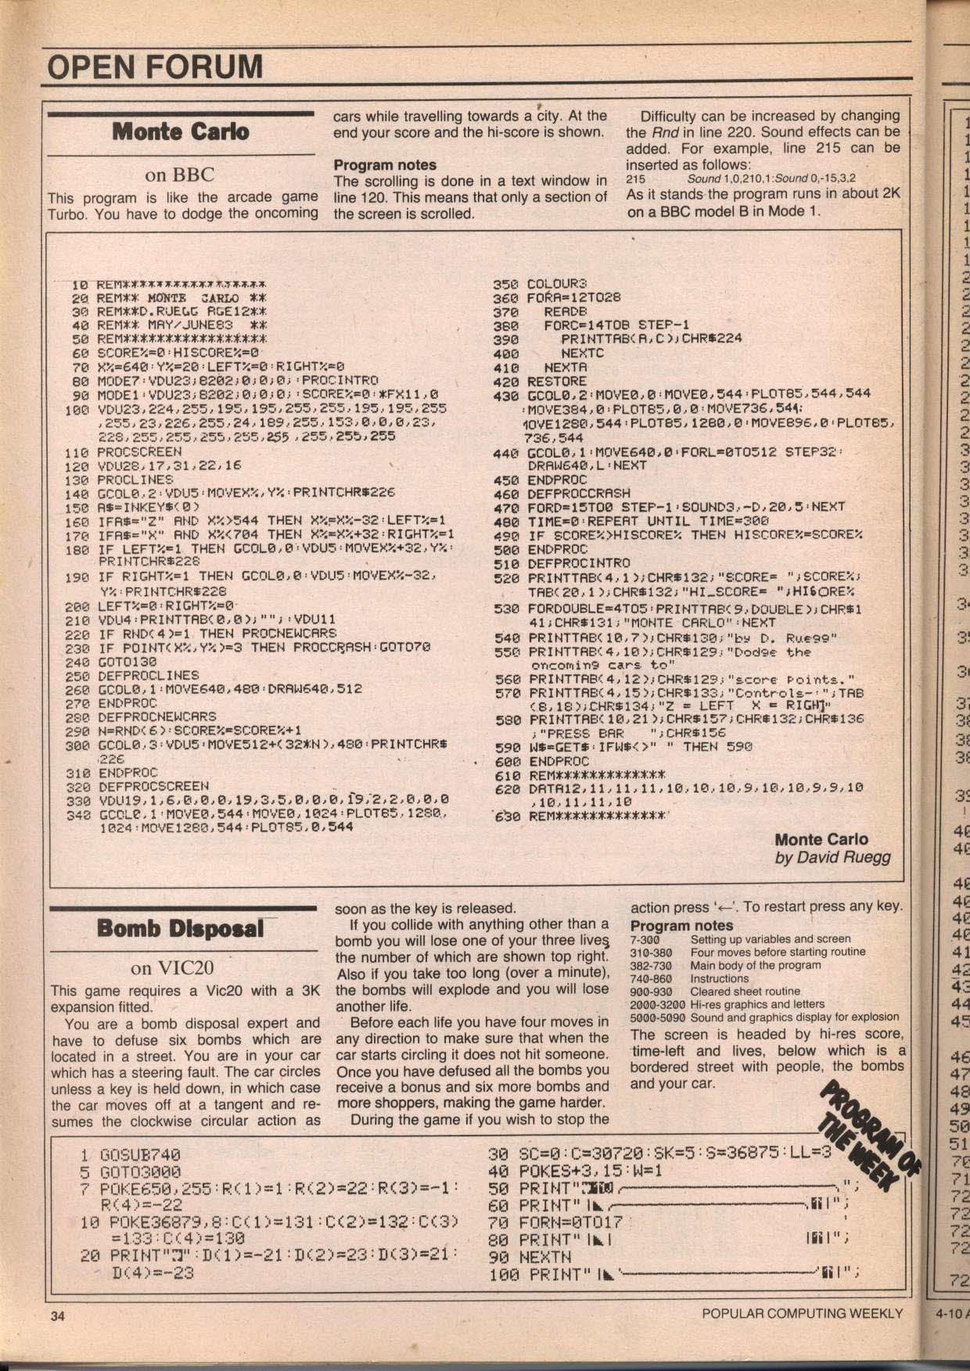 OPEN FORUM
Monte Carlo
on BBC
This program is like the arcade game
Turbo. You have to dodge the oncoming
cars while travelling towards a city. At the
end your score and the hi-score is shown.
Program notes
The scrolling is done in a text window in
line 120. This means that only a section of
the screen is scrolled.
Difficulty can be increased by changing
the Rnd in line 220. Sound effects can be
added. For example, line 215 can be
inserted as follows:
215 Sound 1,0,210,1:Sound 0,-15,3,2
As it stands the program runs in about 2K
on a BBC model B in Mode 1.
10 REM******************
20 REM** MONTE CARLO **
30 REM**D.RUEGG AGE12**
40 REM** MAY/JUNE83 **
50 REM*****************
60 SCORE%=0:HISCORE%=0
70 X%=640:Y%=20:LEFT%=0:RIGHT%=0
80 MODE7:VDU23;8202;0;0;0; :PROCINTRO
90 MODE1:VDU23;8202;0;0;0; :SCORE%=0:*FX11,0
100 VDU23,224,255,195,195,255,255,195,195,255
,255,23,226,255,24,189,255,153,0,0,0,23,
228,255,255,255,255,255 ,255,255,255
110 PROCSCREEN
120 VDU28,17,31,22,16
130 PROCLINES
140 GCOL0,2:VDU5:MOVEX%,Y%:PRINTCHR$226
150 A$=INKEY$(0)
160 IFA$="Z" AND X%>544 THEN X%=X%-32:LEFT%=1
170 IFA$="X" AND X%<704 THEN X%=X%+32:RIGHT%=1
180 IF LEFT%=1 THEN GCOL0,0:VDU5:MOVEX%+32,Y%:
PRINTCHR$228
190 IF RIGHT%=1 THEN GCOL0,0:VDU5:MOVEX%-32,
Y%:PRINTCHR$228
200 LEFT%=0:RIGHT%=0
210 VDU4:PRINTTAB(0,0);"";:VDU11
220 IF RND(4)=1 THEN PROCNEWCARS
230 IF POINT(X%,Y%)=3 THEN PROCCRASH:GOTO70
240 GOTO130
250 DEFPROCLINES
260 GCOL0,1:MOVE640,480:DRAW640,512
270 ENDPROC
280 DEFPROCNEWCARS
290 N=RND(6):SCORE%=SCORE%+1
300 GCOL0,3:VDU5:MOVE512+(32*N),480:PRINTCHR$
226
310 ENDPROC
320 DEFPROCSCREEN
330 VDU19,1,6,0,0,0,19,3,5,0,0,0,19,2,2,0,0,0
340 GCOL0,1:MOVE0,544:MOVE0,1024:PLOT85,1280,
1024:MOVE1280,544:PLOT85,0,544
350 COLOUR3
360 FORA=12TO28
370 READB
380 FORC=14TOB STEP-1
390 PRINTTAB(A,C);CHR$224
400 NEXTC
410 NEXTA
420 RESTORE
430 GCOL0,2:MOVE0,0:MOVE0,544:PLOT85,544,544
:MOVE384,0:PLOT85,0,0:MOVE736,544:
MOVE1280,544:PLOT85,1280,0:MOVE896,0:PLOT85,
736,544
440 GCOL0,1:MOVE640,0:FORL=0TO512 STEP32:
DRAW640,L:NEXT
450 ENDPROC
460 DEFPROCCRASH
470 FORD=15TO0 STEP-1:SOUND3,-D,20,5:NEXT
480 TIME=0:REPEAT UNTIL TIME=300
490 IF SCORE%>HISCORE% THEN HISCORE%=SCORE%
500 ENDPROC
510 DEFPROCINTRO
520 PRINTTAB(4,1);CHR$132;"SCORE= ";SCORE%;
TAB(20,1);CHR$132;"HI_SCORE= ";HISCORE%
530 FORDOUBLE=4TO5:PRINTTAB(9,DOUBLE);CHR$1
41;CHR$131;"MONTE CARLO":NEXT
540 PRINTTAB(10,7);CHR$130;"by D. Ruegg"
550 PRINTTAB(4,10);CHR$129;"Dodge the
oncoming cars to"
560 PRINTTAB(4,12);CHR$129;"score points."
570 PRINTTAB(4,15);CHR$133;"Controls-:";TAB
(8,18);CHR$134;"Z = LEFT X = RIGHT"
580 PRINTTAB(10,21);CHR$157;CHR$132;CHR$136
;"PRESS BAR ";CHR$156
590 W$=GET$:IFW$<>" " THEN 590
600 ENDPROC
610 REM*************
620 DATA12,11,11,11,10,10,10,9,10,10,9,9,10
,10,11,11,10
630 REM*************
Monte Carlo
by David Ruegg
Bomb Disposal
on VIC20
This game requires a Vic20 with a 3K
expansion fitted.
You are a bomb disposal expert and
have to defuse six bombs which are
located in a street. You are in your car
which has a steering fault. The car circles
unless a key is held down, in which case
the car moves off at a tangent and re-
sumes the clockwise circular action as
soon as the key is released.
If you collide with anything other than a
bomb you will lose one of your three lives
the number of which are shown top right.
Also if you take too long (over a minute),
the bombs will explode and you will lose
another life.
Before each life you have four moves in
any direction to make sure that when the
car starts circling it does not hit someone.
Once you have defused all the bombs you
receive a bonus and six more bombs and
more shoppers, making the game harder.
During the game if you wish to stop the
action press '←'. To restart press any key.
Program notes
7-300 Setting up variables and screen
310-380 Four moves before starting routine
382-730 Main body of the program
740-860 Instructions
900-930 Cleared sheet routine
2000-3200 Hi-res graphics and letters
5000-5090 Sound and graphics display for explosion
The screen is headed by hi-res score,
time-left and lives, below which is a
bordered street with people, the bombs
and your car.
PROGRAM OF
THE WEEK
1 GOSUB740
5 GOTO3000
7 POKE650,255:R(1)=1:R(2)=22:R(3)=-1:
R(4)=-22
10 POKE36879,8:C(1)=131:C(2)=132:C(3)
=133:C(4)=130
20 PRINT" ":D(1)=-21:D(2)=23:D(3)=21:
D(4)=-23
30 SC=0:C=30720:SK=5:S=36875:LL=3
40 POKES+3,15:W=1
50 PRINT" ";
60 PRINT" ";
70 FORN=0TO17
80 PRINT" ";
90 NEXTN
100 PRINT" ";
34
POPULAR COMPUTING WEEKLY
4-10 A